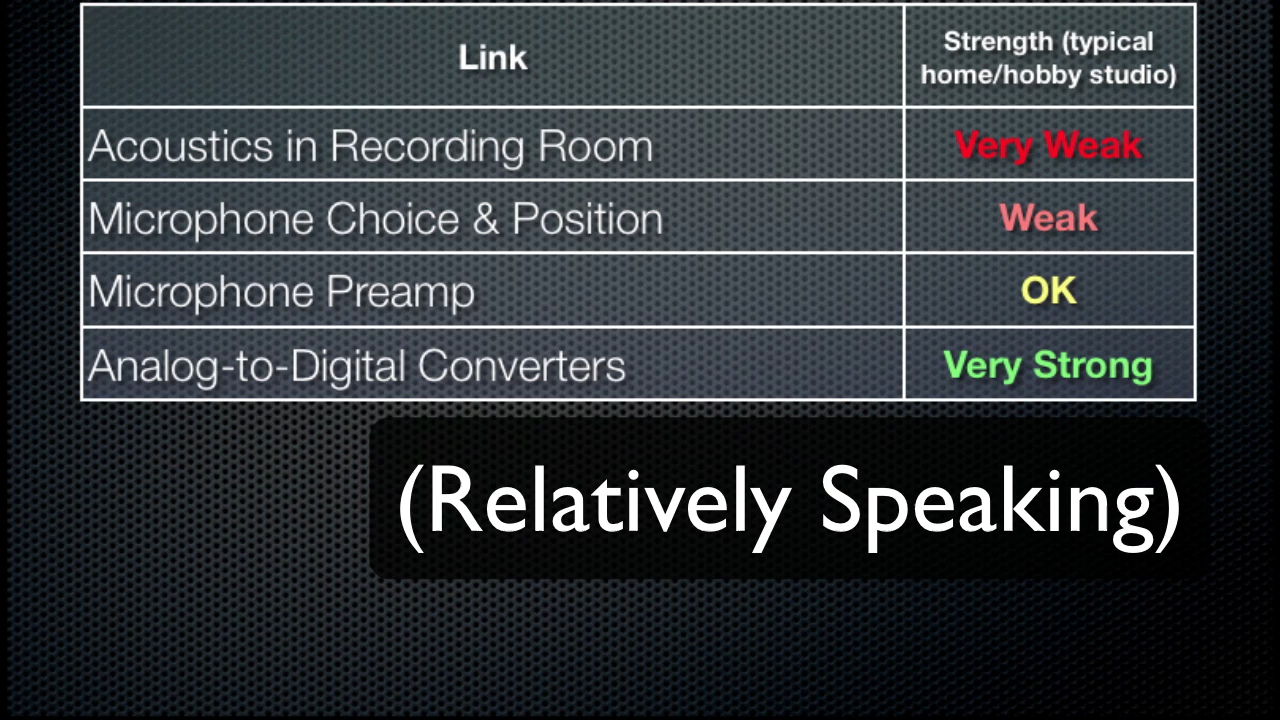 Link
Strength (typical
home/hobby studio)
Acoustics in Recording Room
Very Weak
Microphone Choice & Position
Weak
Microphone Preamp
OK
Analog-to-Digital Converters
Very Strong
(Relatively Speaking)